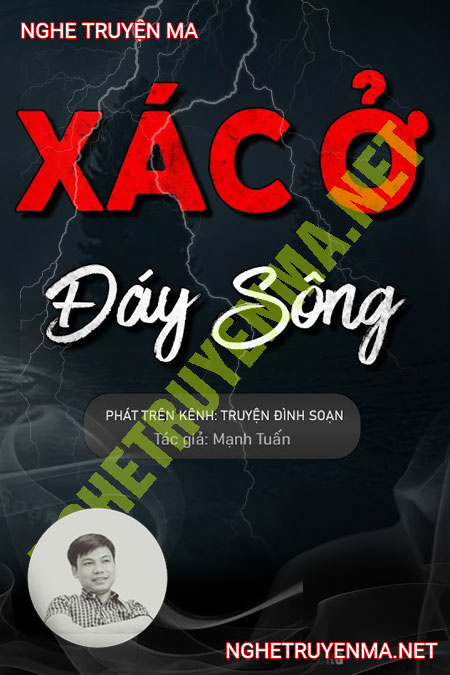 NGHE TRUYỆN MA
XÁC Ở
Đáy Sông
NGHETRUYENMA.NET
PHÁT TRÊN KÊNH: TRUYỆN ĐÌNH SOẠN
Tác giả: Mạnh Tuấn
NGHETRUYENMA.NET